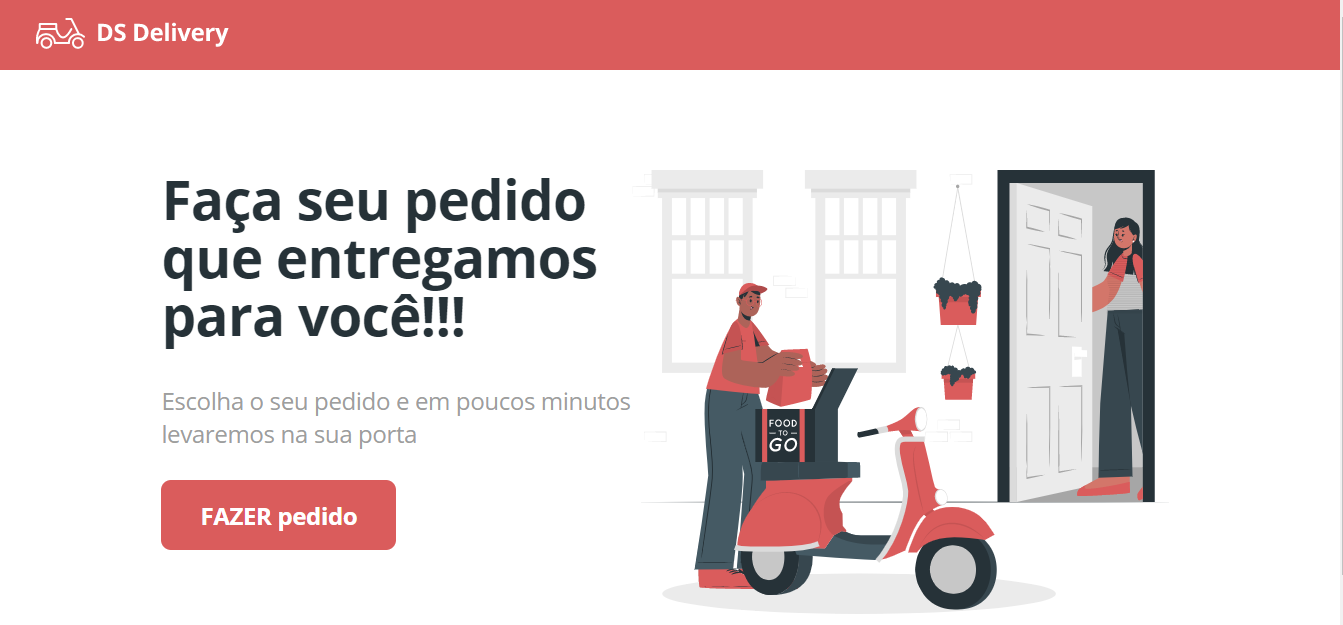 DS Delivery
Faça seu pedido
que entregamos
para você!!!
Escolha o seu pedido e em poucos minutos
levaremos na sua porta
FAZER pedido
FOOD
TO
GO